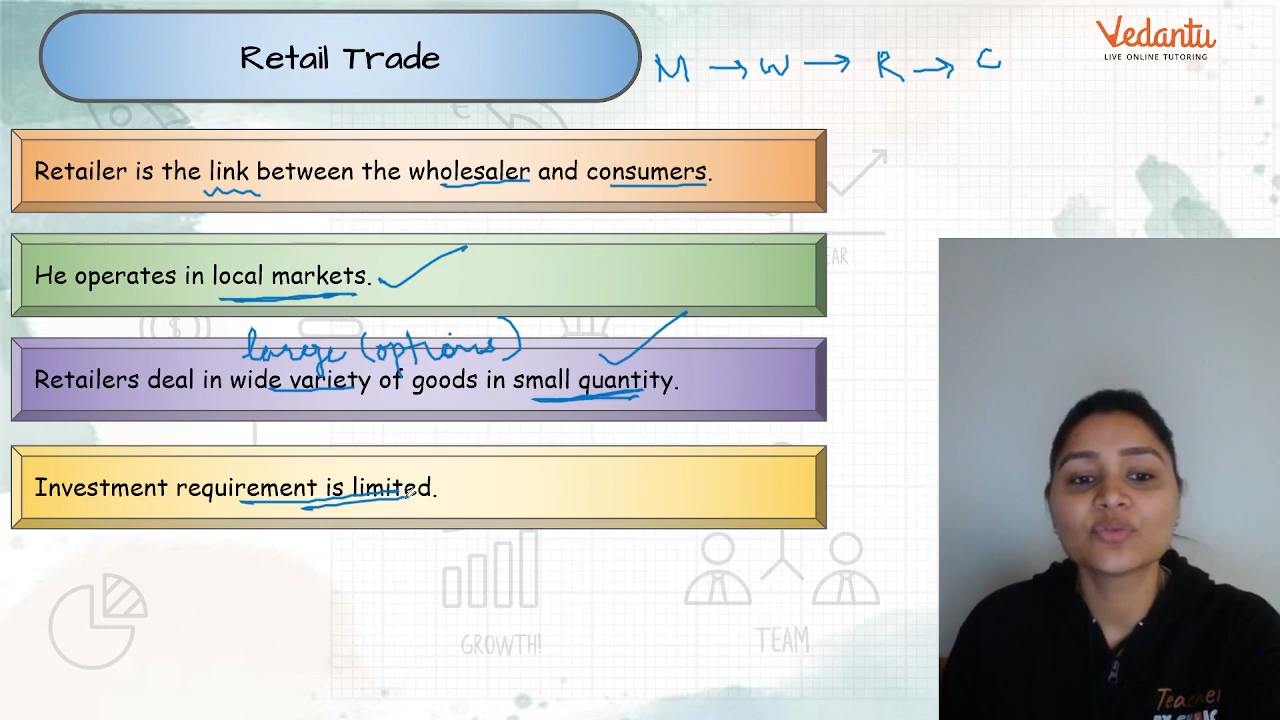 Retail Trade
M → W → R → C
Vedantu
LIVE ONLINE TUTORING
Retailer is the link between the wholesaler and consumers.
He operates in local markets.
large (options)
Retailers deal in wide variety of goods in small quantity.
Investment requirement is limited.
GROWTH!
TEAM
Teacher